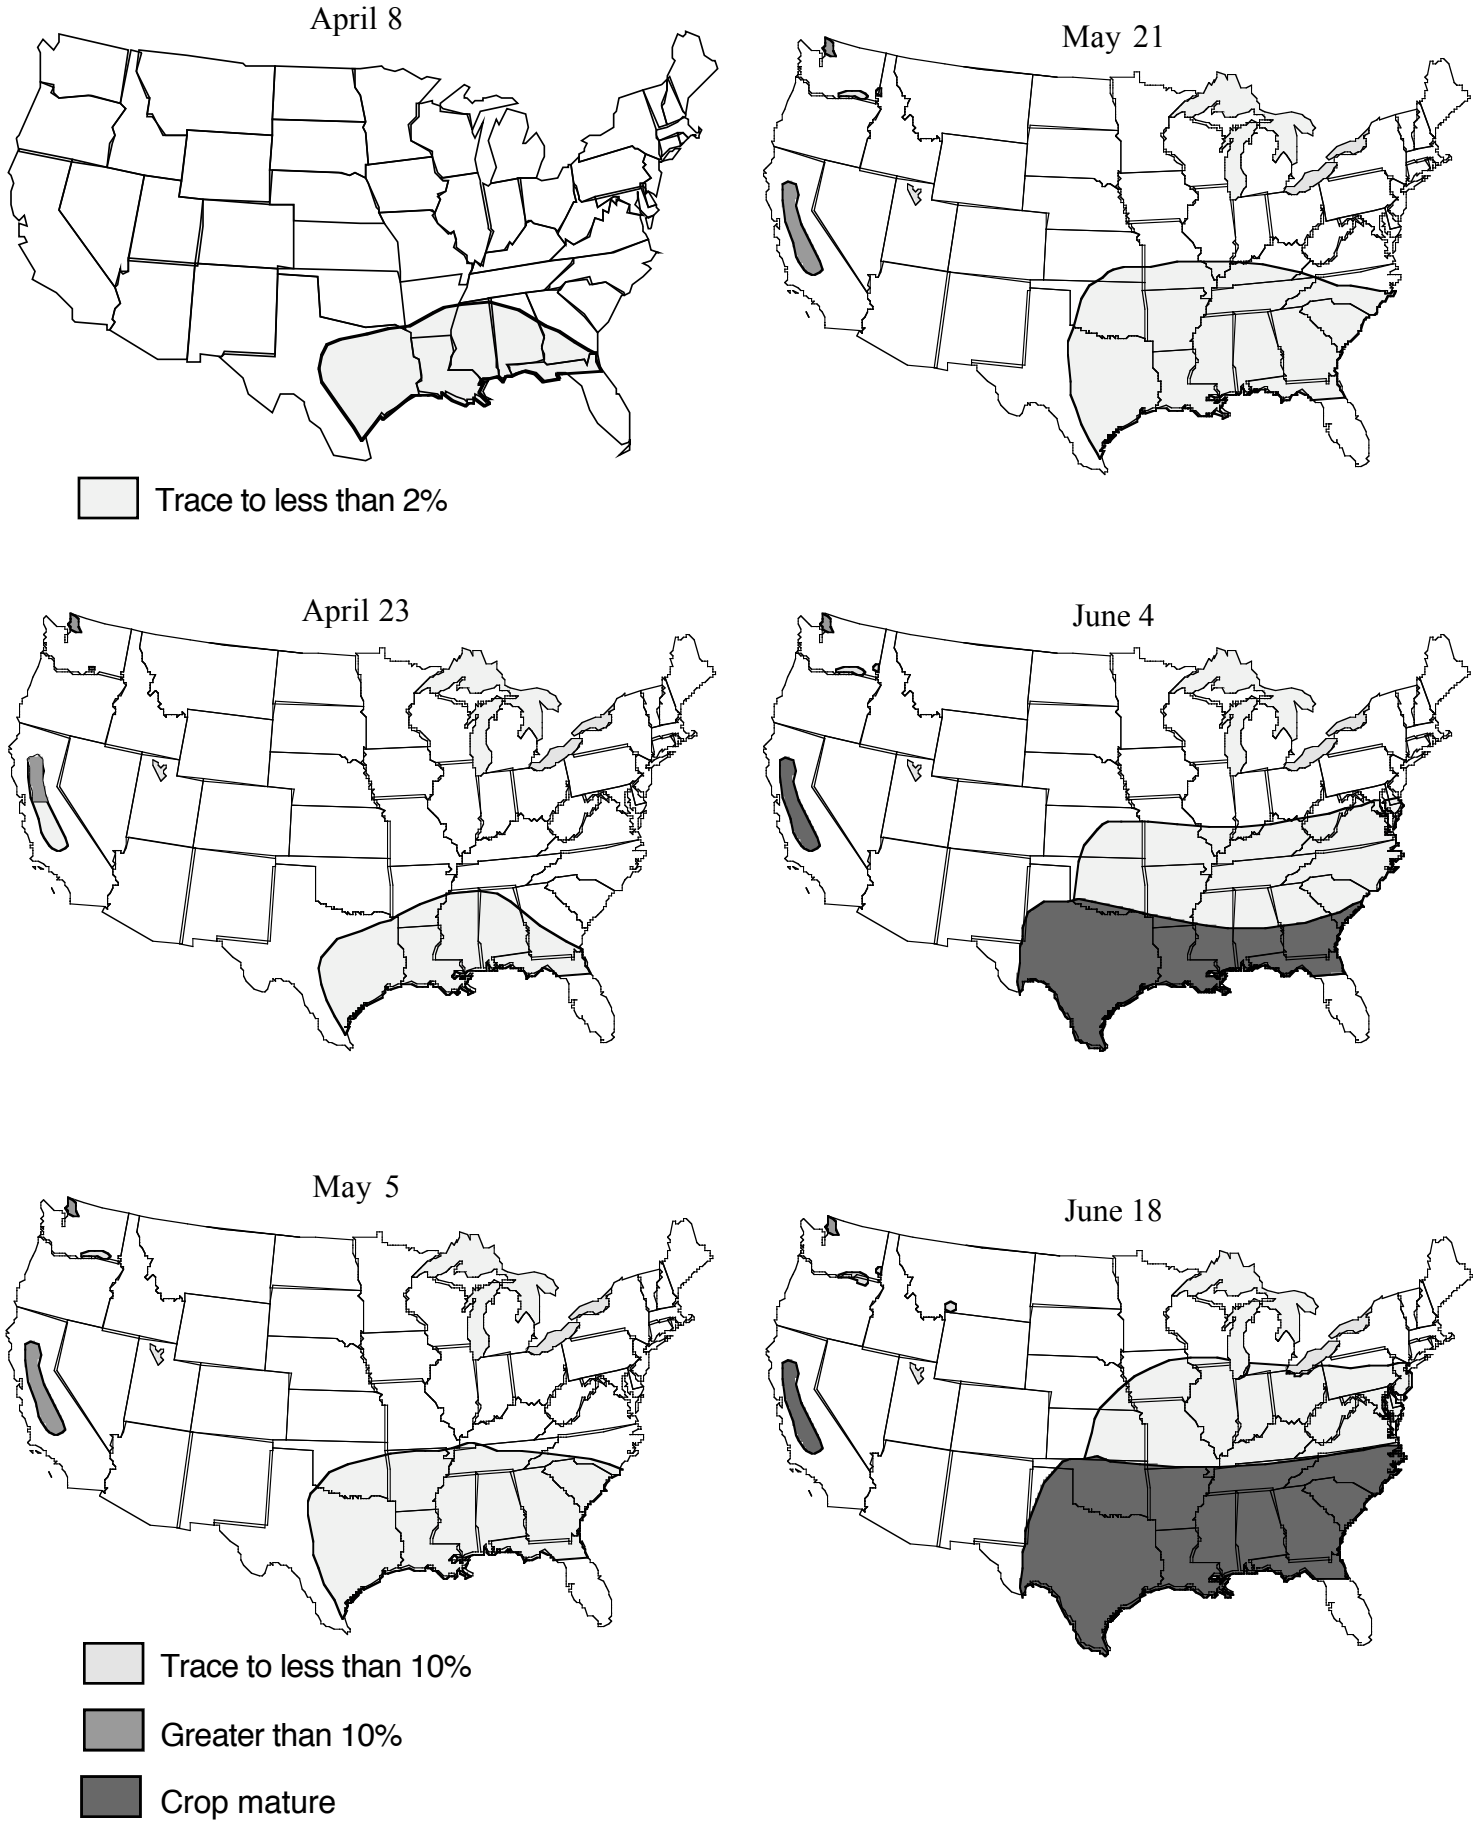 April 8
May 21
Trace to less than 2%
April 23
June 4
May 5
June 18
Trace to less than 10%
Greater than 10%
Crop mature